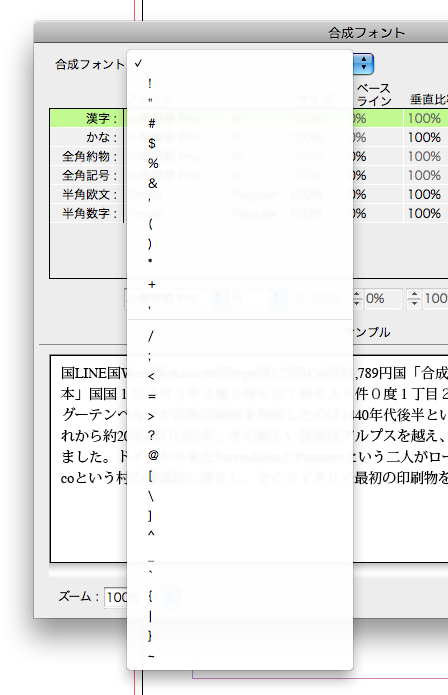 合成フォント
合成フォント ✓
!
"
#
$
%
&
'
(
)
*
+
,
/
;
<
=
>
?
@
[
\
]
^
_
`
{
|
}
~
ベース
ライン
垂直比
漢字： 0% 100%
かな： 0% 100%
全角約物： 0% 100%
全角記号： 0% 100%
半角欧文： 0% 100%
半角数字： 0% 100%
0% 100
ンプル
国LINE国W ,789円国「合成
本」国国１ 件０度１丁目２
グーテンベ 40年代後半とい
れから約20 ルプスを越え、
ました。ド という二人がロー
coという村 最初の印刷物を
ズーム： 100%